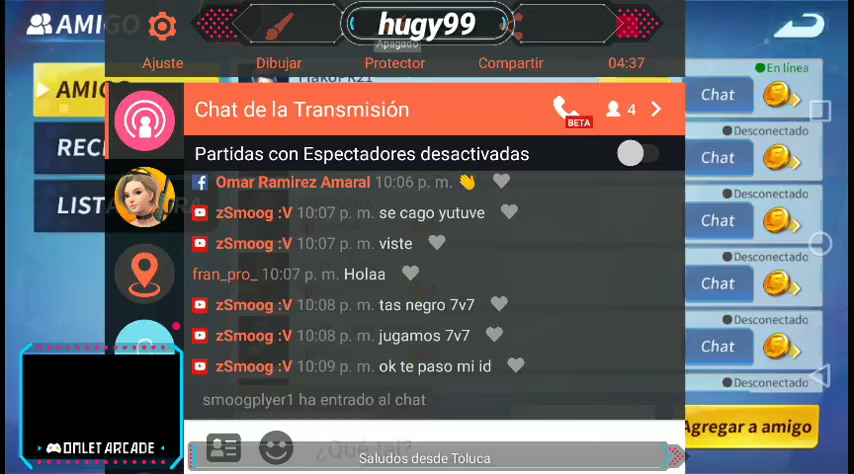 AMIGO
hugy99
Apagado
Ajuste
Dibujar
Protector
Compartir
04:37
AMIGO
Chat de la Transmisión
BETA
4
En línea
Chat
Partidas con Espectadores desactivadas
Desconectado
Chat
Omar Ramirez Amaral 10:06 p. m. 👋
zSmoog :V 10:07 p. m. se cago yutuve
Desconectado
Chat
zSmoog :V 10:07 p. m. viste
Desconectado
fran_pro_ 10:07 p. m. Holaa
Chat
zSmoog :V 10:08 p. m. tas negro 7v7
Desconectado
zSmoog :V 10:08 p. m. jugamos 7v7
Chat
zSmoog :V 10:09 p. m. ok te paso mi id
Desconectado
smoogplyer1 ha entrado al chat
Agregar a amigo
OMLET ARCADE
¿Qué tal?
Saludos desde Toluca